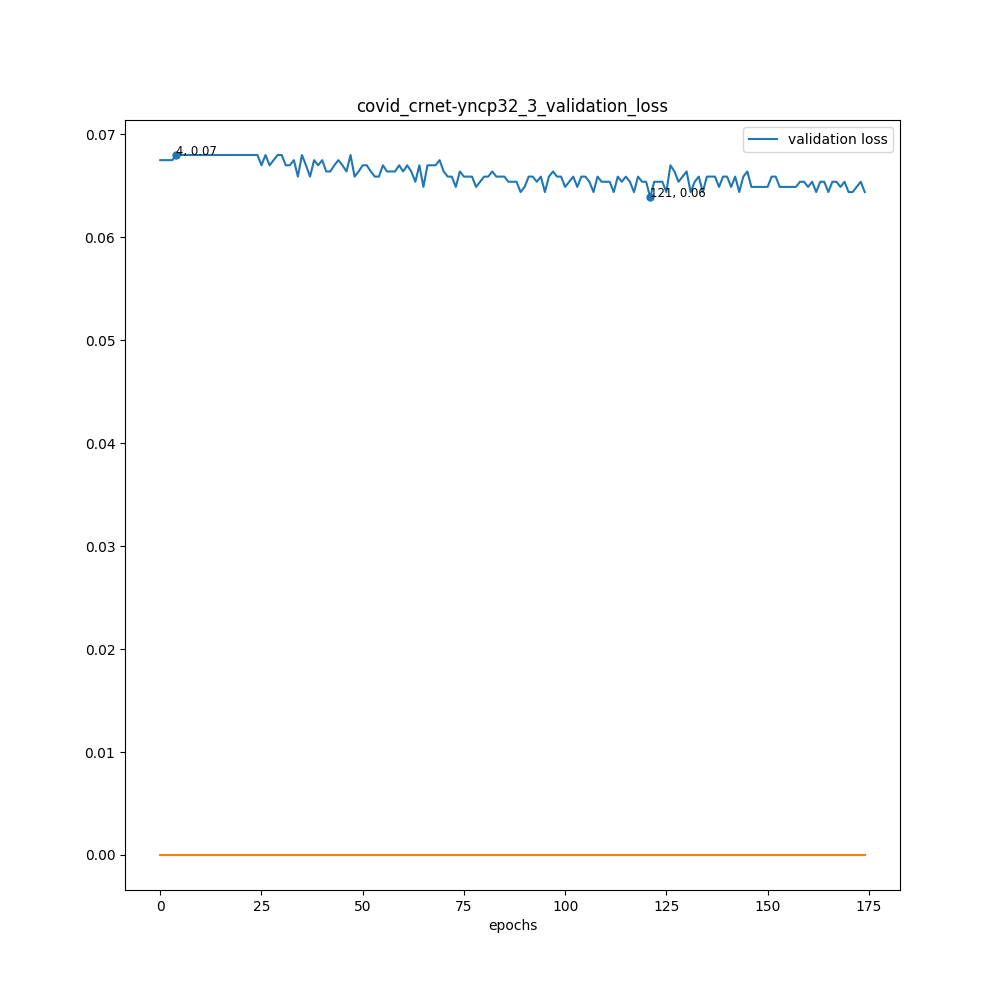 covid_crnet-yncp32_3_validation_loss
0.07
4, 0.07
validation loss
121, 0.06
0.06
0.05
0.04
0.03
0.02
0.01
0.00
0 25 50 75 100 125 150 175
epochs